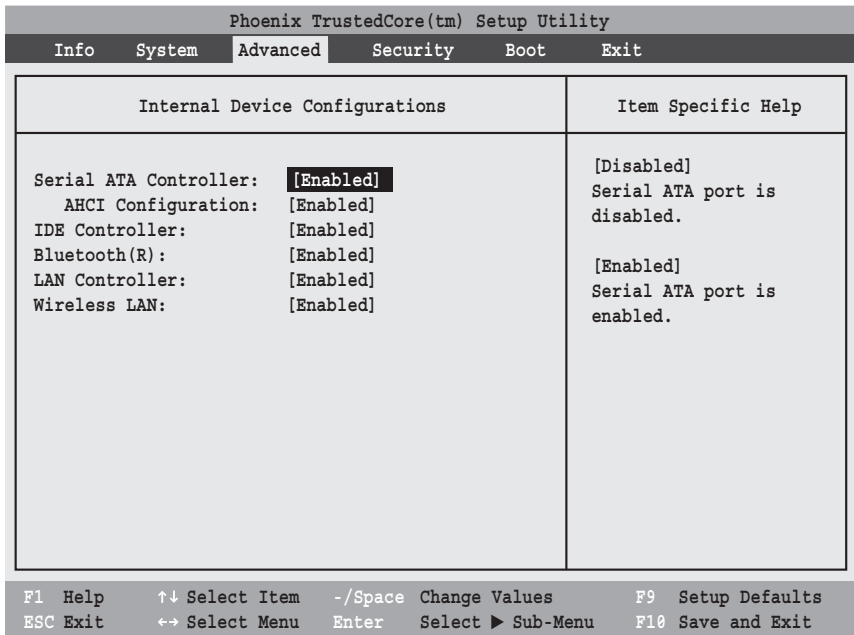 Phoenix TrustedCore(tm) Setup Utility
Info System Advanced Security Boot Exit
Internal Device Configurations
Item Specific Help
Serial ATA Controller: [Enabled]
AHCI Configuration: [Enabled]
IDE Controller: [Enabled]
Bluetooth(R): [Enabled]
LAN Controller: [Enabled]
Wireless LAN: [Enabled]
[Disabled]
Serial ATA port is
disabled.
[Enabled]
Serial ATA port is
enabled.
F1 Help ↑↓ Select Item -/Space Change Values F9 Setup Defaults
ESC Exit ←→ Select Menu Enter Select ▶ Sub-Menu F10 Save and Exit